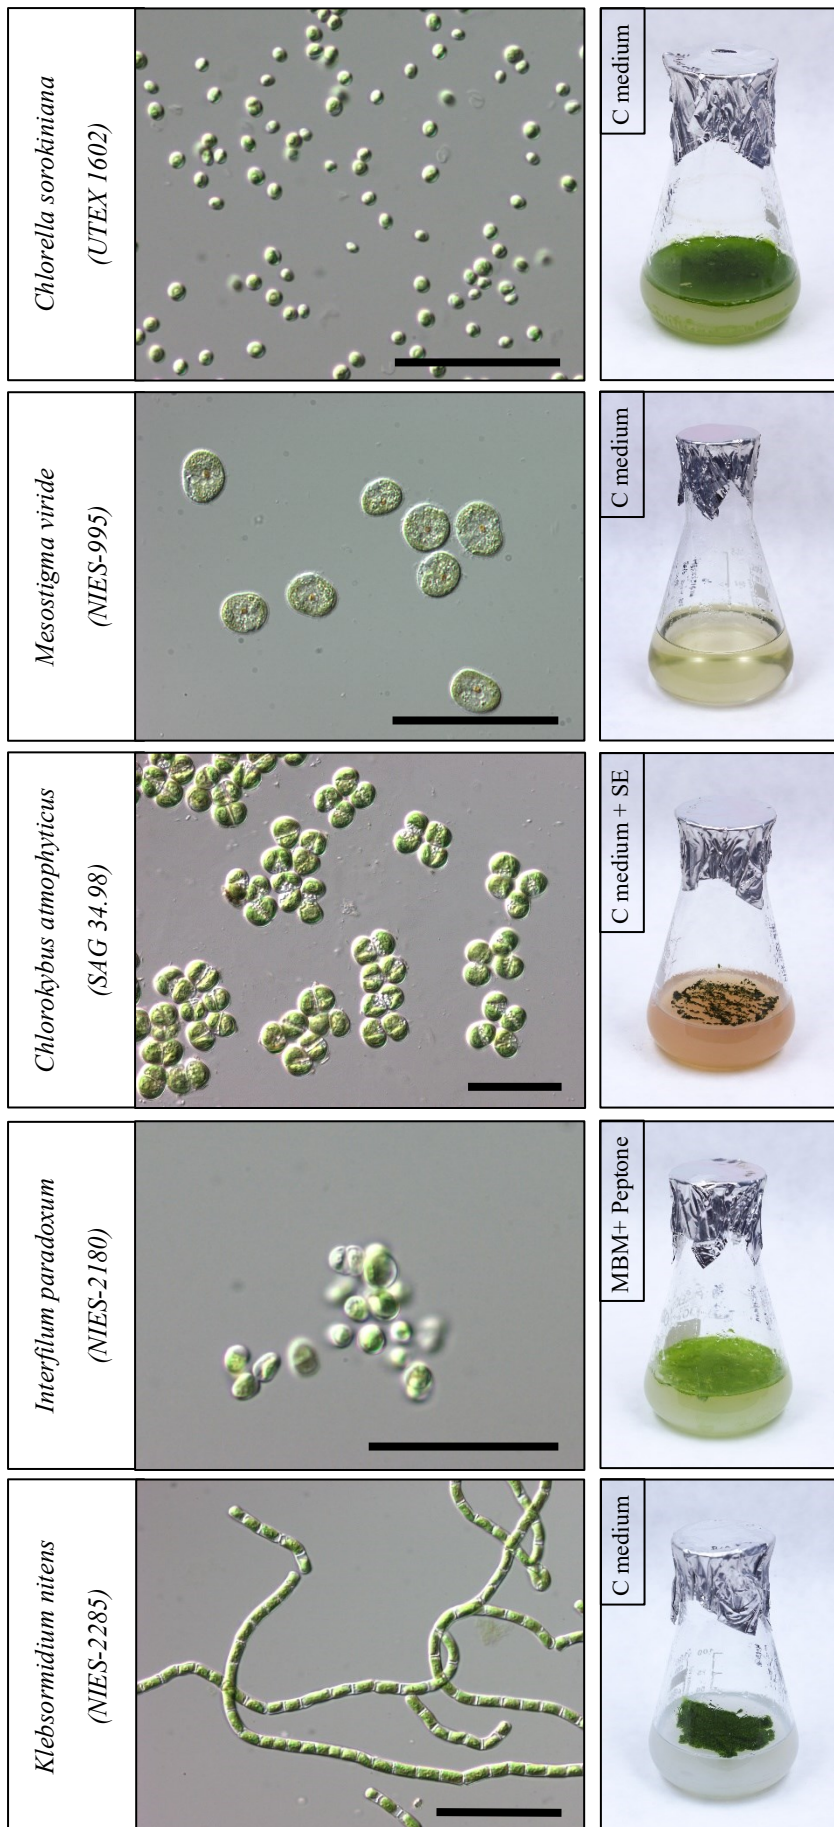 Chlorella sorokiniana
(UTEX 1602)
C medium
Mesostigma viride
(NIES-995)
C medium
Chlorokybus atmophyticus
(SAG 34.98)
C medium + SE
Interfilum paradoxum
(NIES-2180)
MBM+ Peptone
Klebsormidium nitens
(NIES-2285)
C medium